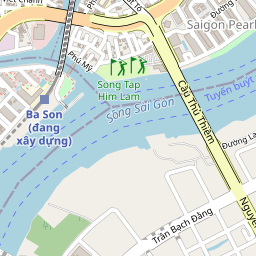 Saigon Pearl
Phú Mỹ
Song Tap
Him Lam
Sông Sài Gòn
Cầu Thủ Thiêm
Tuyến buýt
Ba Son
(đang
xây dựng)
Đường
Nguyễ
Trần Bạch Đằng